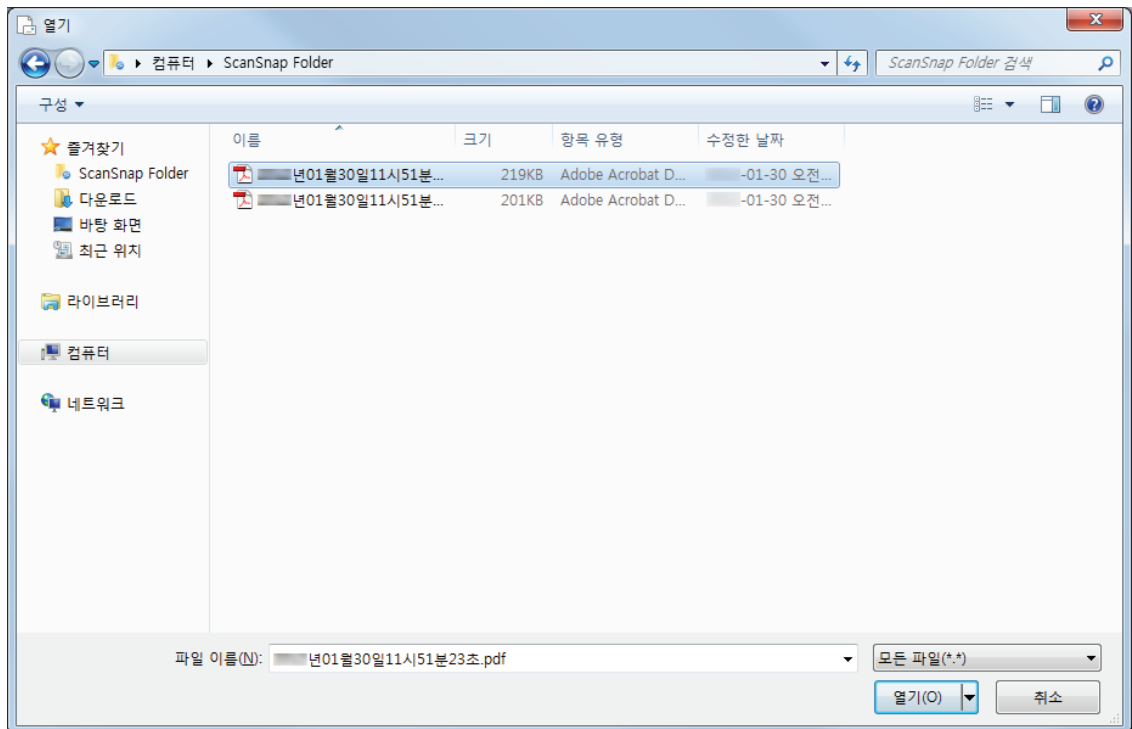 열기
컴퓨터 ScanSnap Folder
ScanSnap Folder 검색
구성
이름 크기 항목 유형 수정한 날짜
년01월30일11시51분... 219KB Adobe Acrobat D... -01-30 오전...
년01월30일11시51분... 201KB Adobe Acrobat D... -01-30 오전...
즐겨찾기
ScanSnap Folder
다운로드
바탕 화면
최근 위치
라이브러리
컴퓨터
네트워크
파일 이름(N): 년01월30일11시51분23초.pdf
모든 파일(*.*)
열기(O) 취소